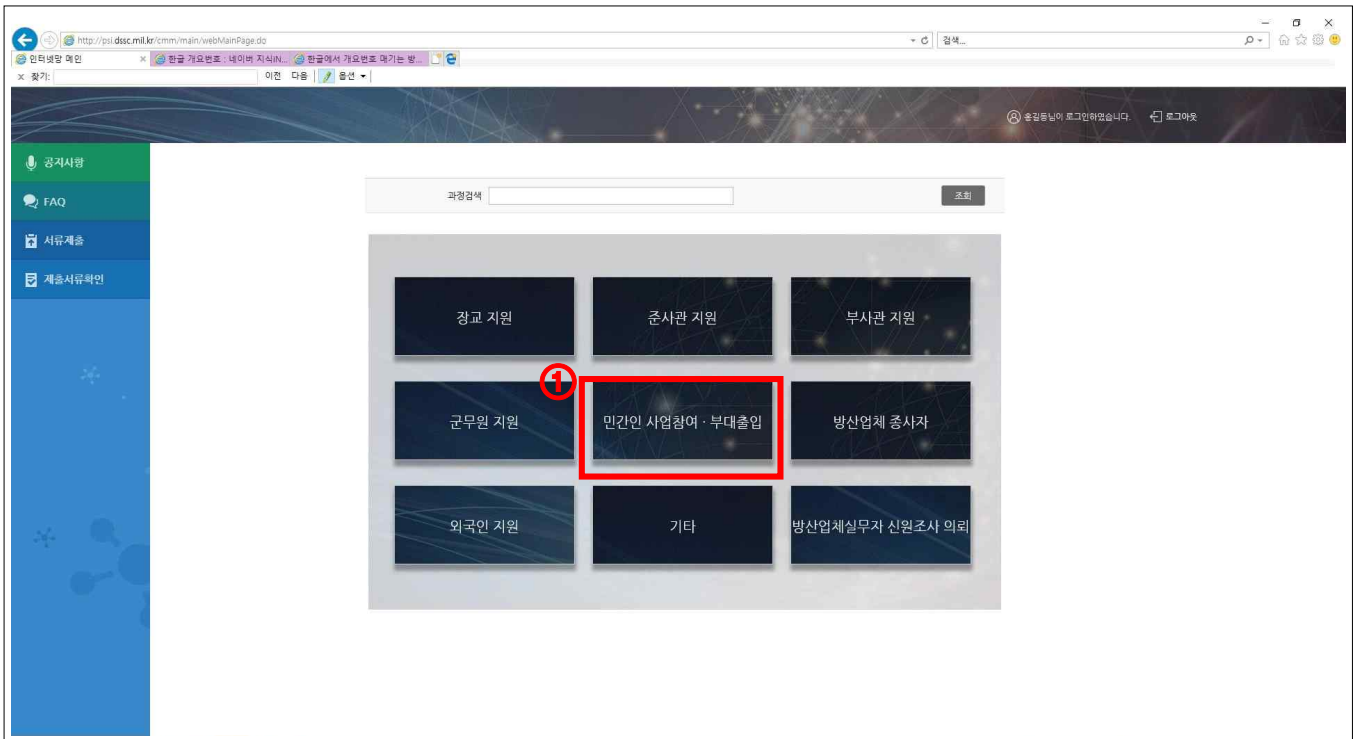 http://psi.dssc.mil.kr/cmm/main/webMainPage.do
검색...
인터넷망 메인
한글 개요번호 : 네이버 지식iN...
한글에서 개요번호 매기는 방...
x 찾기:
이전 다음 옵션
홍길동님이 로그인하였습니다. 로그아웃
공지사항
FAQ
서류제출
제출서류확인
과정검색
조회
장교 지원
준사관 지원
부사관 지원
①
군무원 지원
민간인 사업참여 · 부대출입
방산업체 종사자
외국인 지원
기타
방산업체실무자 신원조사 의뢰